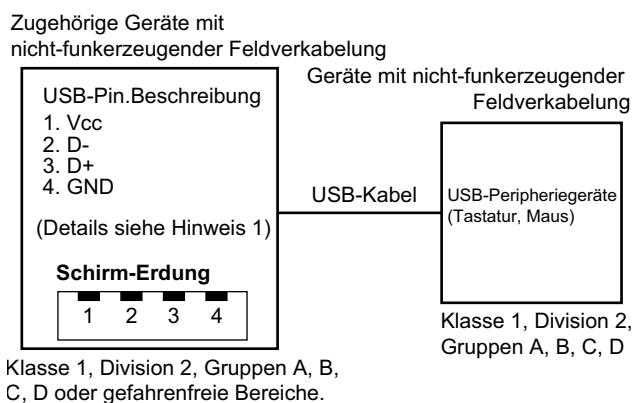 Zugehörige Geräte mit
nicht-funkerzeugender Feldverkabelung
USB-Pin.Beschreibung
1. Vcc
2. D-
3. D+
4. GND
(Details siehe Hinweis 1)
Schirm-Erdung
1 2 3 4
Klasse 1, Division 2, Gruppen A, B,
C, D oder gefahrenfreie Bereiche.
USB-Kabel
Geräte mit nicht-funkerzeugender
Feldverkabelung
USB-Peripheriegeräte
(Tastatur, Maus)
Klasse 1, Division 2,
Gruppen A, B, C, D